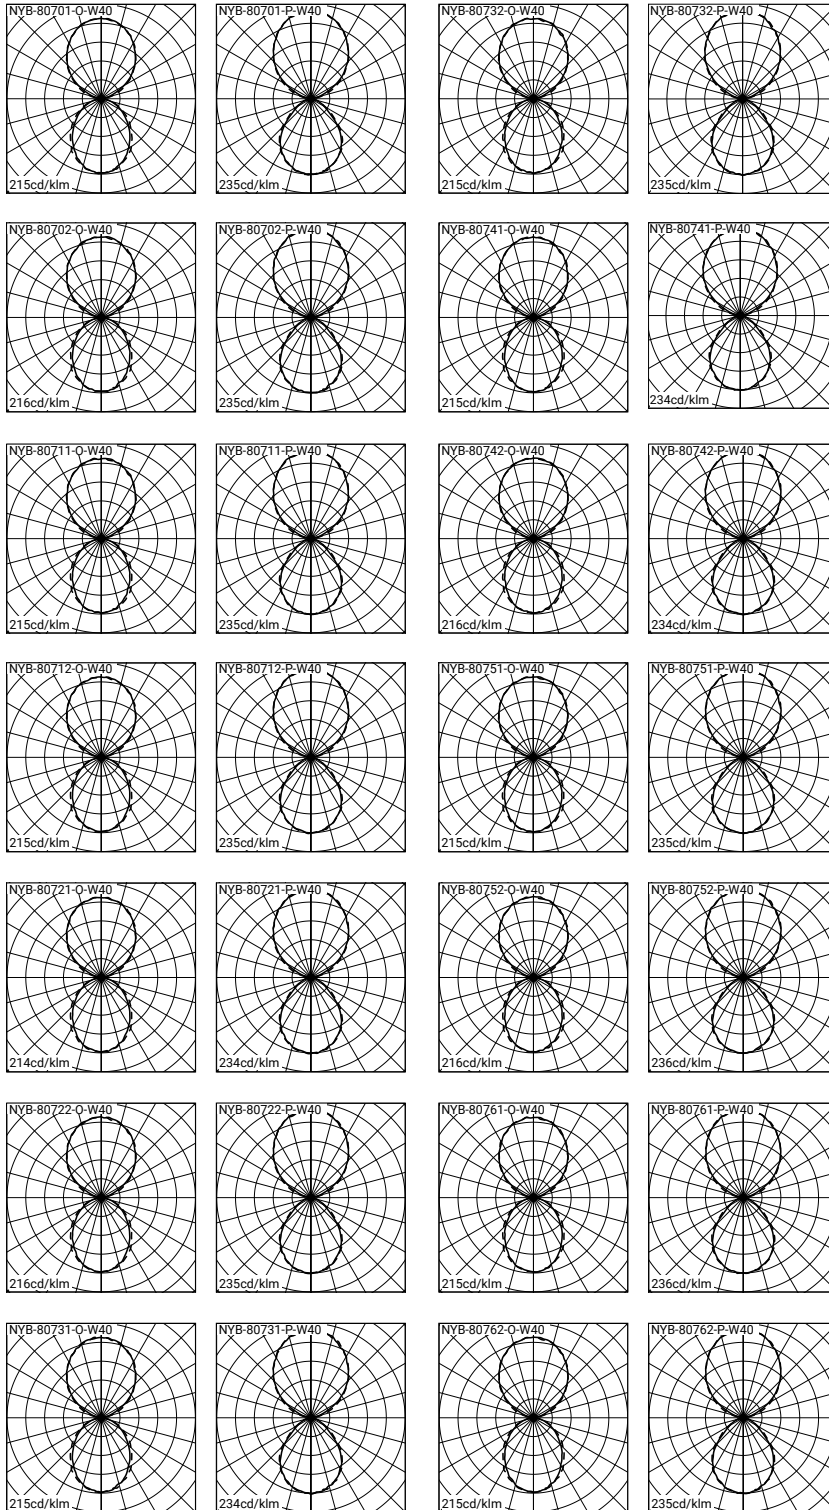 NYB-80701-O-W40
215cd/klm
NYB-80701-P-W40
235cd/klm
NYB-80732-O-W40
215cd/klm
NYB-80732-P-W40
235cd/klm
NYB-80702-O-W40
216cd/klm
NYB-80702-P-W40
235cd/klm
NYB-80741-O-W40
215cd/klm
NYB-80741-P-W40
234cd/klm
NYB-80711-O-W40
215cd/klm
NYB-80711-P-W40
235cd/klm
NYB-80742-O-W40
216cd/klm
NYB-80742-P-W40
234cd/klm
NYB-80712-O-W40
215cd/klm
NYB-80712-P-W40
235cd/klm
NYB-80751-O-W40
215cd/klm
NYB-80751-P-W40
235cd/klm
NYB-80721-O-W40
214cd/klm
NYB-80721-P-W40
234cd/klm
NYB-80752-O-W40
216cd/klm
NYB-80752-P-W40
236cd/klm
NYB-80722-O-W40
216cd/klm
NYB-80722-P-W40
235cd/klm
NYB-80761-O-W40
215cd/klm
NYB-80761-P-W40
236cd/klm
NYB-80731-O-W40
215cd/klm
NYB-80731-P-W40
234cd/klm
NYB-80762-O-W40
215cd/klm
NYB-80762-P-W40
235cd/klm